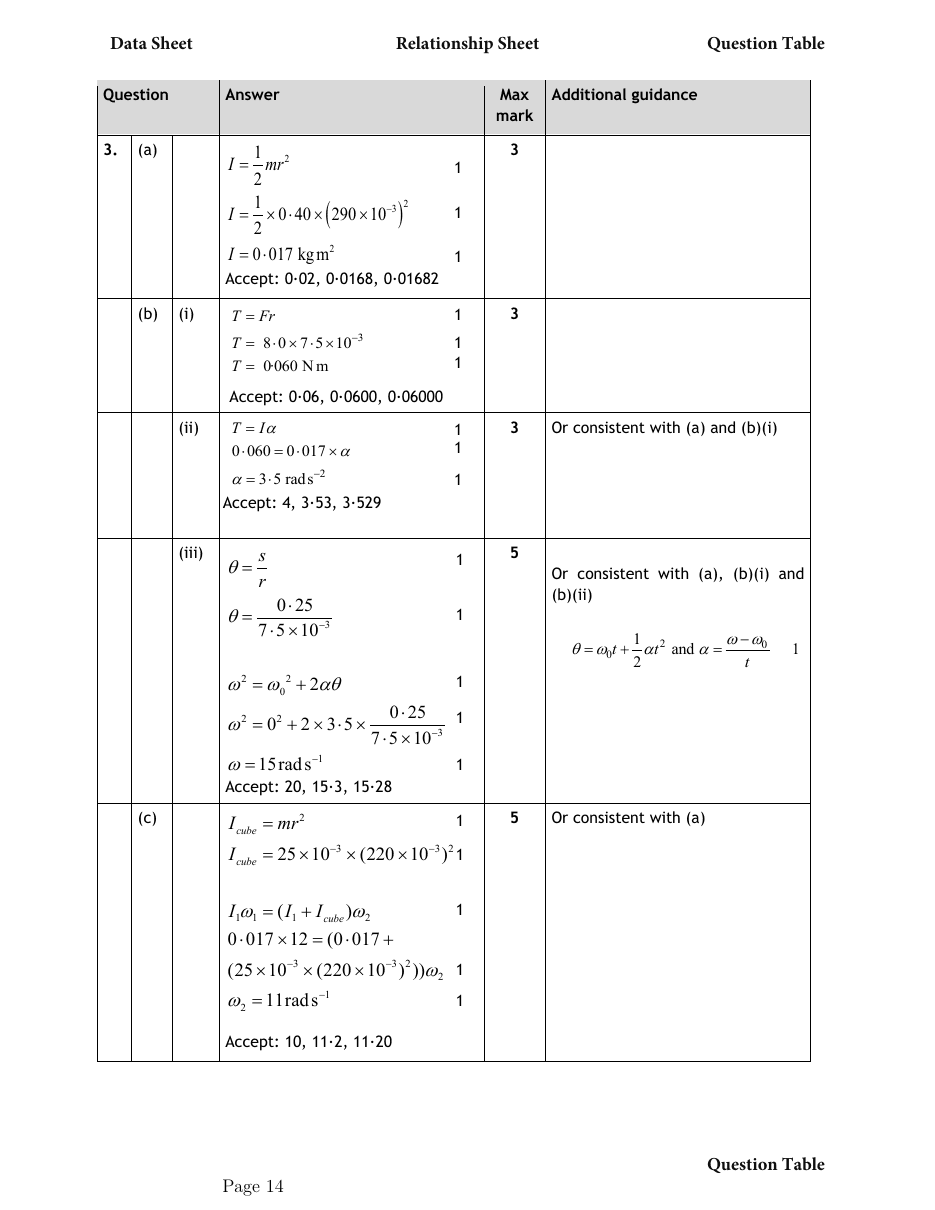 Data Sheet Relationship Sheet Question Table
Question Answer Max mark Additional guidance
3. (a) I = 1/2 mr² 1 3
I = 1/2 × 0·40 × (290 × 10⁻³)² 1
I = 0·017 kg m² 1
Accept: 0·02, 0·0168, 0·01682
(b) (i) T = Fr 1 3
T = 8·0 × 7·5 × 10⁻³ 1
T = 0·060 N m 1
Accept: 0·06, 0·0600, 0·06000
(ii) T = Iα 1 3 Or consistent with (a) and (b)(i)
0·060 = 0·017 × α 1
α = 3·5 rad s⁻² 1
Accept: 4, 3·53, 3·529
(iii) θ = s/r 1 5
Or consistent with (a), (b)(i) and
(b)(ii)
θ = 0·25 / 7·5 × 10⁻³ 1
θ = ω₀t + 1/2 αt² and α = ω − ω₀ / t 1
ω² = ω₀² + 2αθ 1
ω² = 0² + 2 × 3·5 × 0·25 / 7·5 × 10⁻³ 1
ω = 15 rad s⁻¹ 1
Accept: 20, 15·3, 15·28
(c) I cube = mr² 1 5 Or consistent with (a)
I cube = 25 × 10⁻³ × (220 × 10⁻³)² 1
I₁ω₁ = (I₁ + I cube)ω₂ 1
0·017 × 12 = (0·017 +
(25 × 10⁻³ × (220 × 10⁻³)²))ω₂ 1
ω₂ = 11 rad s⁻¹ 1
Accept: 10, 11·2, 11·20
Question Table
Page 14